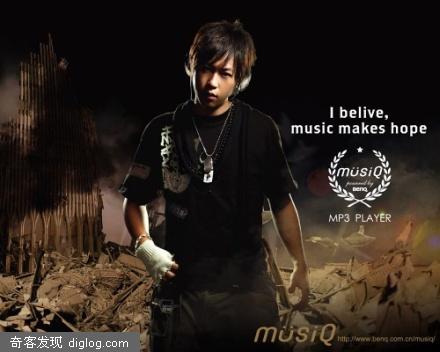 I belive,
music makes hope
müsiQ
powered by
BenQ
MP3 PLAYER
müsiQ http://www.benq.com.cn/musiq/
奇客发现 diglog.com